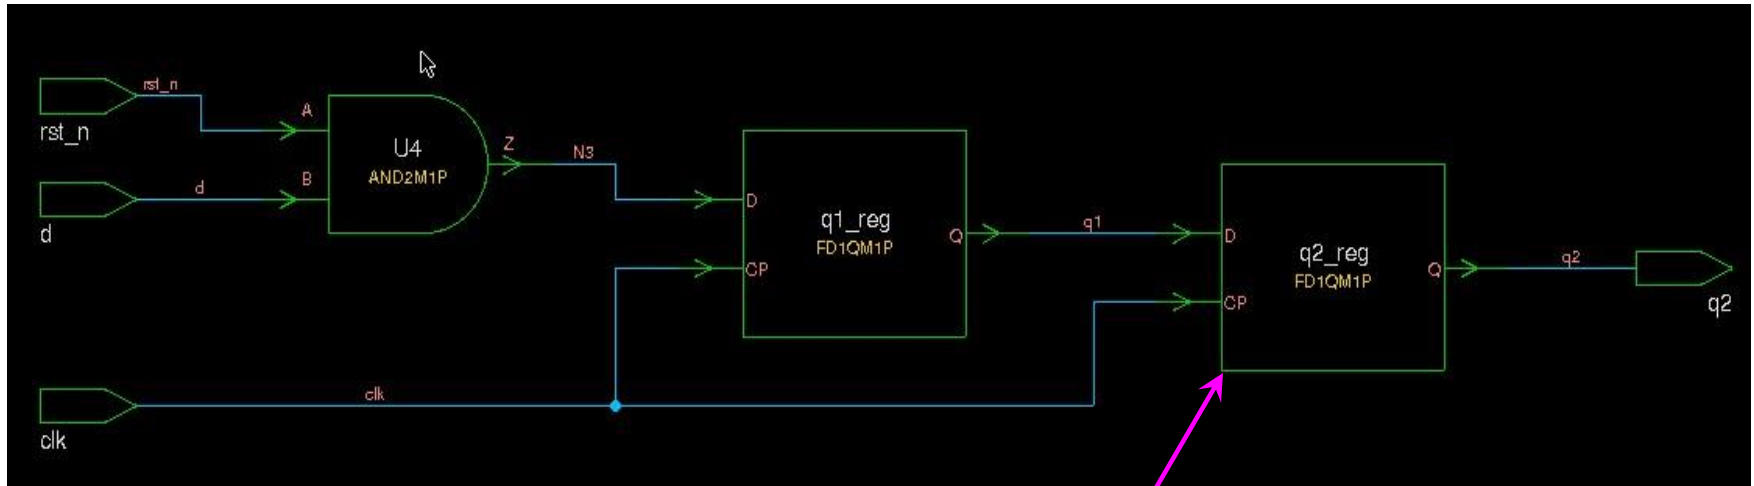 rst_n
rst_n
A
d
d
B
U4
AND2M1P
Z
N3
D
CP
q1_reg
FD1QM1P
Q
q1
D
CP
q2_reg
FD1QM1P
Q
q2
q2
clk
clk